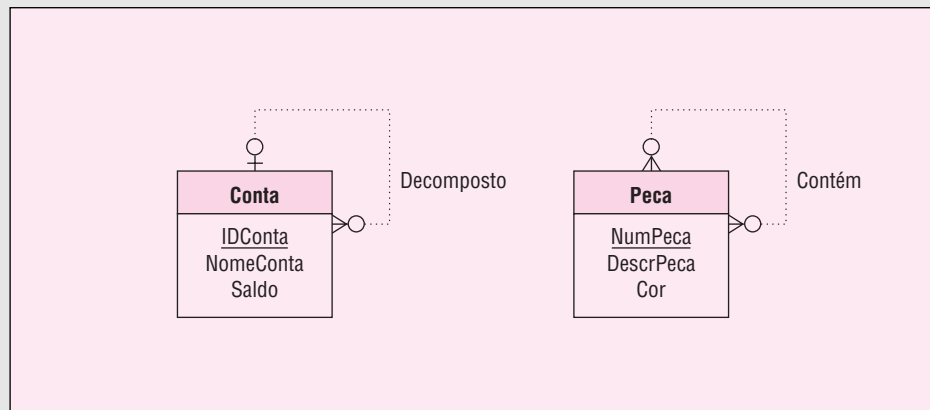 Decomposto
Conta
IDConta
NomeConta
Saldo
Contém
Peca
NumPeca
DescrPeca
Cor